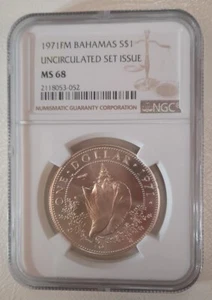 1971FM BAHAMAS S$1
UNCIRCULATED SET ISSUE
MS 68
2118053-052
NUMISMATIC GUARANTY CORPORATION
NGC
ONE DOLLAR 1971